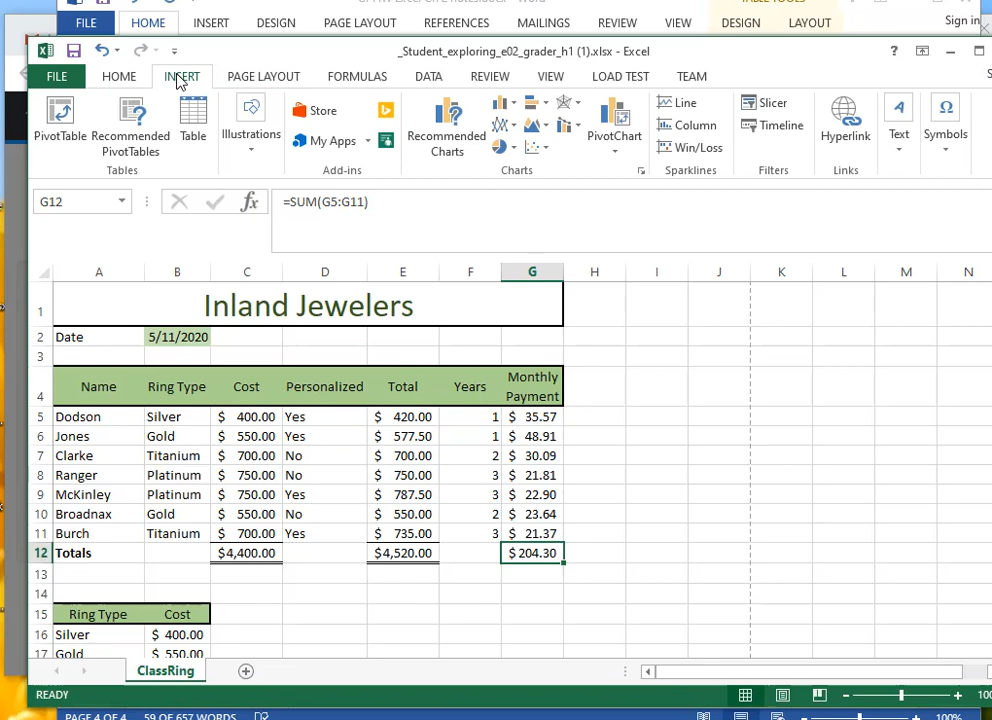 FILE HOME INSERT DESIGN PAGE LAYOUT REFERENCES MAILINGS REVIEW VIEW DESIGN LAYOUT Sign in
_Student_exploring_e02_grader_h1 (1).xlsx - Excel ?
FILE HOME INSERT PAGE LAYOUT FORMULAS DATA REVIEW VIEW LOAD TEST TEAM
PivotTable Recommended PivotTables Table Illustrations Store My Apps Recommended Charts PivotChart Line Column Win/Loss Slicer Timeline Hyperlink Text Symbols
Tables Add-ins Charts Sparklines Filters Links
G12 fx =SUM(G5:G11)
A B C D E F G H I J K L M N
1 Inland Jewelers
2 Date 5/11/2020
3
4 Name Ring Type Cost Personalized Total Years Monthly Payment
5 Dodson Silver $ 400.00 Yes $ 420.00 1 $ 35.57
6 Jones Gold $ 550.00 Yes $ 577.50 1 $ 48.91
7 Clarke Titanium $ 700.00 No $ 700.00 2 $ 30.09
8 Ranger Platinum $ 750.00 No $ 750.00 3 $ 21.81
9 McKinley Platinum $ 750.00 Yes $ 787.50 3 $ 22.90
10 Broadnax Gold $ 550.00 No $ 550.00 2 $ 23.64
11 Burch Titanium $ 700.00 Yes $ 735.00 3 $ 21.37
12 Totals $4,400.00 $4,520.00 $ 204.30
13
14
15 Ring Type Cost
16 Silver $ 400.00
17 Gold $ 550.00
ClassRing
READY
PAGE 4 OF 4 59 OF 657 WORDS 100%